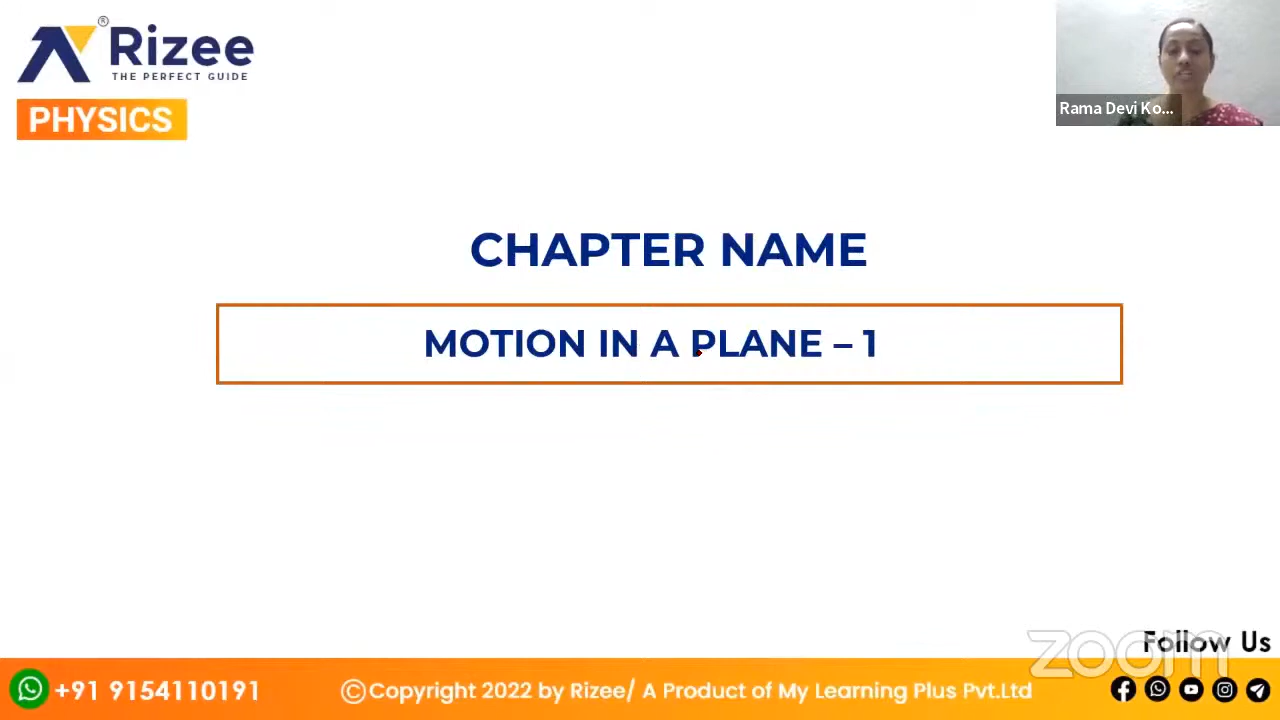 ® Rizee
THE PERFECT GUIDE
PHYSICS
Rama Devi Ko...
CHAPTER NAME
MOTION IN A PLANE – 1
zoom
Follow Us
+91 9154110191
©Copyright 2022 by Rizee/ A Product of My Learning Plus Pvt.Ltd